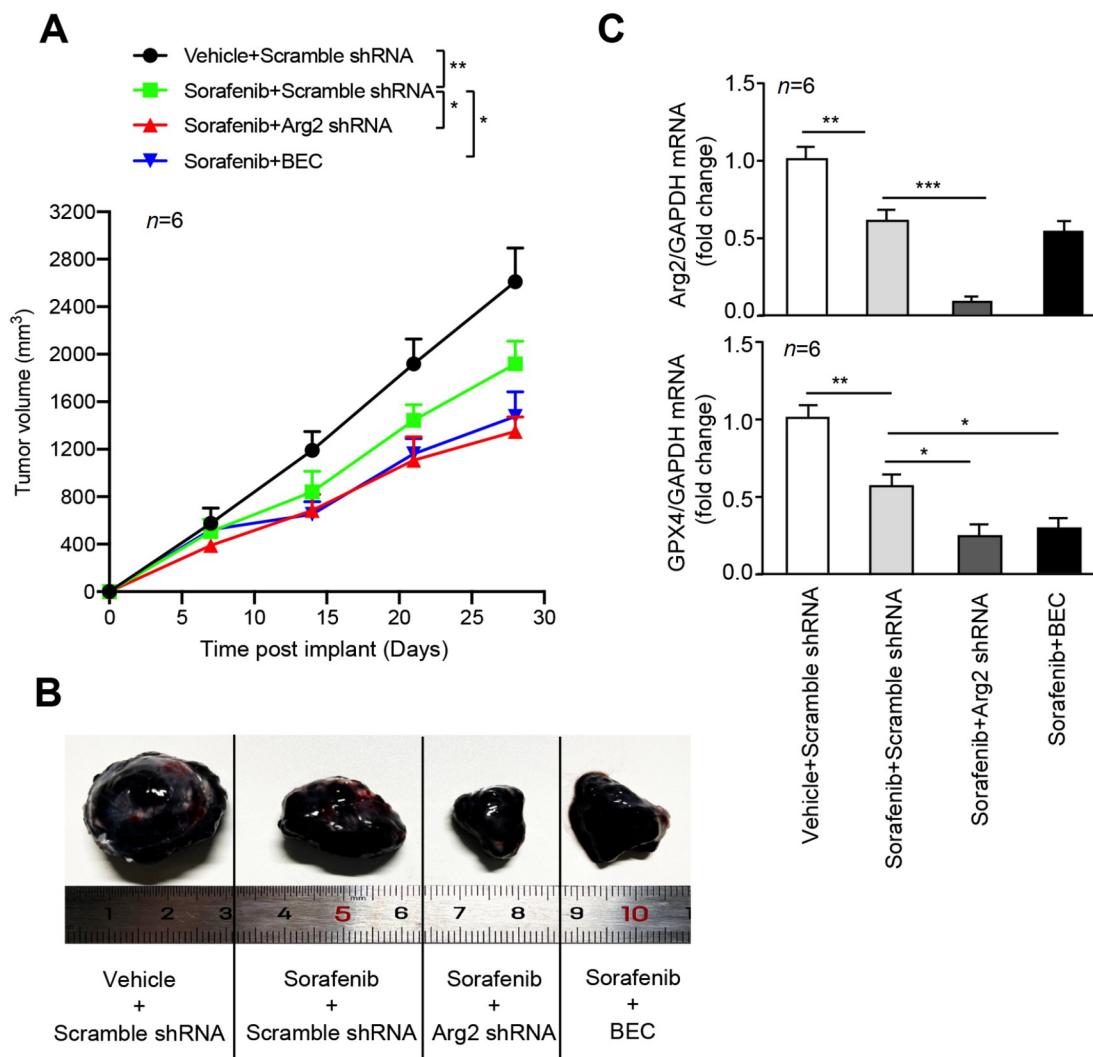 A
Vehicle+Scramble shRNA
Sorafenib+Scramble shRNA
Sorafenib+Arg2 shRNA
Sorafenib+BEC
**
*
*
n=6
Tumor volume (mm³)
3200
2800
2400
2000
1600
1200
800
400
0
0 5 10 15 20 25 30
Time post implant (Days)
B
mm
1 2 3 4 5 6 7 8 9 10 1
Vehicle
+
Scramble shRNA
Sorafenib
+
Scramble shRNA
Sorafenib
+
Arg2 shRNA
Sorafenib
+
BEC
C
Arg2/GAPDH mRNA
(fold change)
1.5
1.0
0.5
0.0
n=6
**
***
GPX4/GAPDH mRNA
(fold change)
1.5
1.0
0.5
0.0
n=6
**
*
*
Vehicle+Scramble shRNA
Sorafenib+Scramble shRNA
Sorafenib+Arg2 shRNA
Sorafenib+BEC